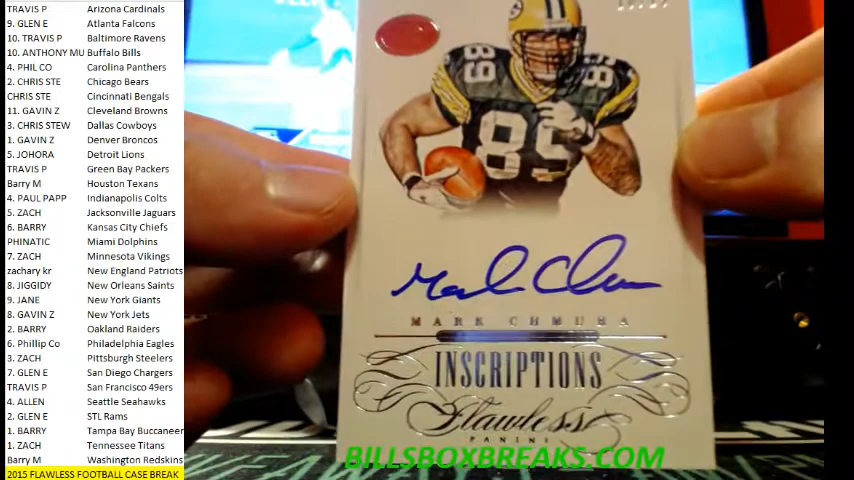 TRAVIS P Arizona Cardinals
9. GLEN E Atlanta Falcons
10. TRAVIS P Baltimore Ravens
10. ANTHONY MU Buffalo Bills
4. PHIL CO Carolina Panthers
2. CHRIS STE Chicago Bears
CHRIS STE Cincinnati Bengals
11. GAVIN Z Cleveland Browns
3. CHRIS STEW Dallas Cowboys
1. GAVIN Z Denver Broncos
5. JOHORA Detroit Lions
TRAVIS P Green Bay Packers
Barry M Houston Texans
4. PAUL PAPP Indianapolis Colts
5. ZACH Jacksonville Jaguars
6. BARRY Kansas City Chiefs
PHINATIC Miami Dolphins
7. ZACH Minnesota Vikings
zachary kr New England Patriots
8. JIGGIDY New Orleans Saints
9. JANE New York Giants
8. GAVIN Z New York Jets
2. BARRY Oakland Raiders
6. Phillip Co Philadelphia Eagles
3. ZACH Pittsburgh Steelers
7. GLEN E San Diego Chargers
TRAVIS P San Francisco 49ers
4. ALLEN Seattle Seahawks
2. GLEN E STL Rams
1. BARRY Tampa Bay Buccaneer
1. ZACH Tennessee Titans
Barry M Washington Redskins
2015 FLAWLESS FOOTBALL CASE BREAK
89 85
89
MARK CHMURA
INSCRIPTIONS
Flawless
PANINI
BILLSBOXBREAKS.COM